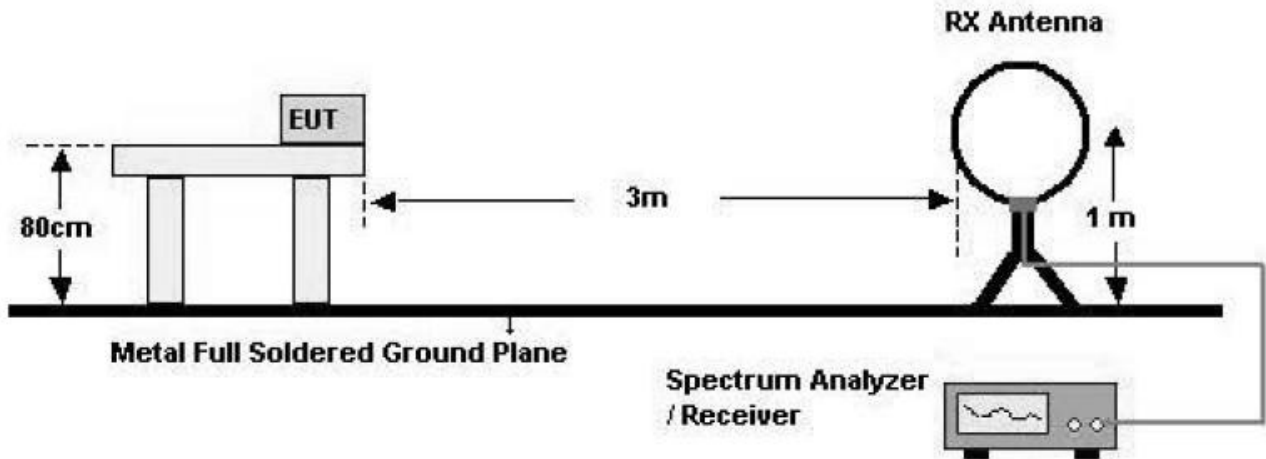 RX Antenna
EUT
80cm
3m
1 m
Metal Full Soldered Ground Plane
Spectrum Analyzer
/ Receiver